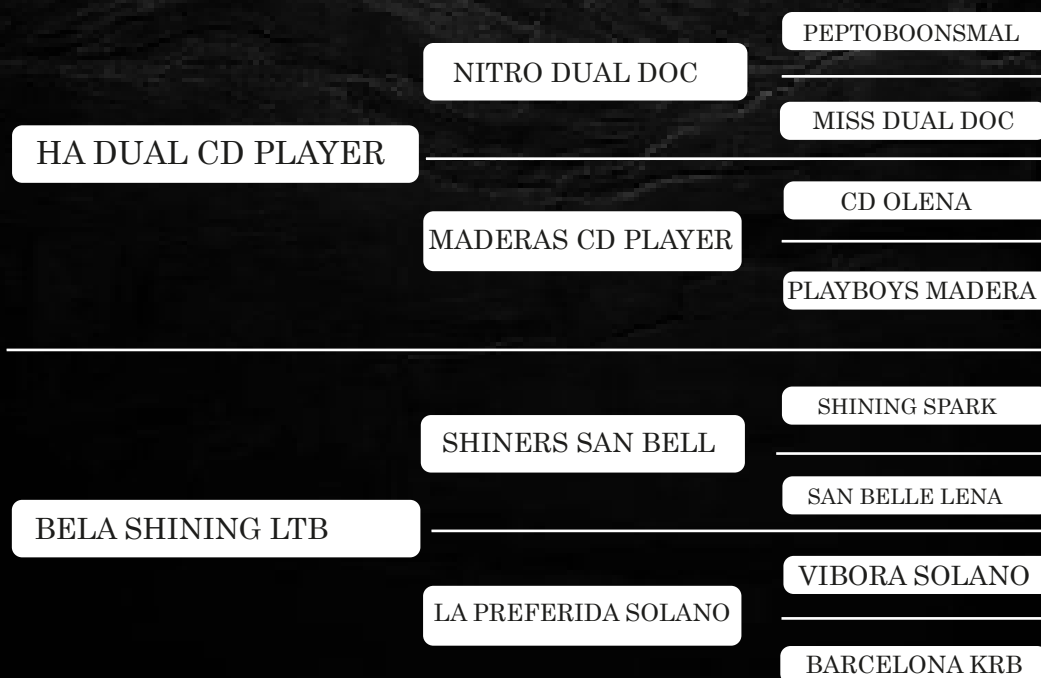 PEPTOBOONSMAL
NITRO DUAL DOC
MISS DUAL DOC
HA DUAL CD PLAYER
CD OLENA
MADERAS CD PLAYER
PLAYBOYS MADERA
SHINING SPARK
SHINERS SAN BELL
SAN BELLE LENA
BELA SHINING LTB
VIBORA SOLANO
LA PREFERIDA SOLANO
BARCELONA KRB